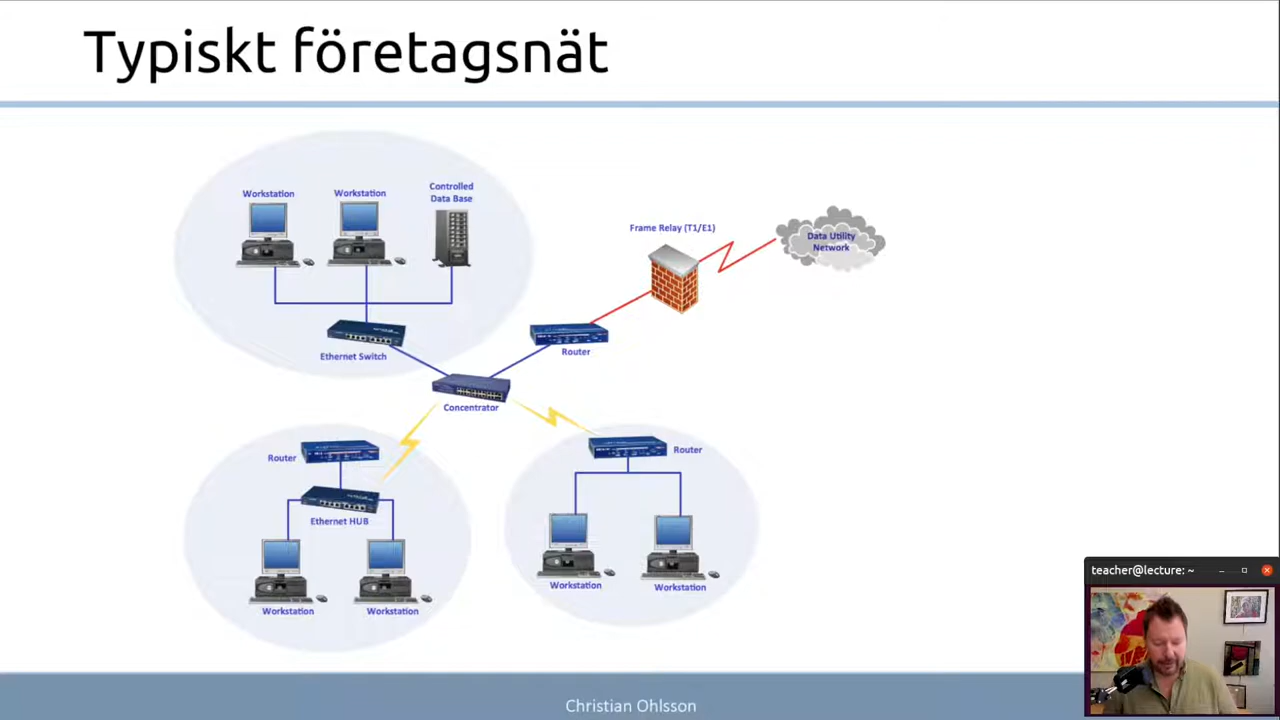 Typiskt företagsnät
Workstation
Workstation
Controlled
Data Base
Frame Relay (T1/E1)
Data Utility
Network
Ethernet Switch
Router
Concentrator
Router
Router
Ethernet HUB
Workstation
Workstation
Workstation
Workstation
teacher@lecture: ~
Christian Ohlsson